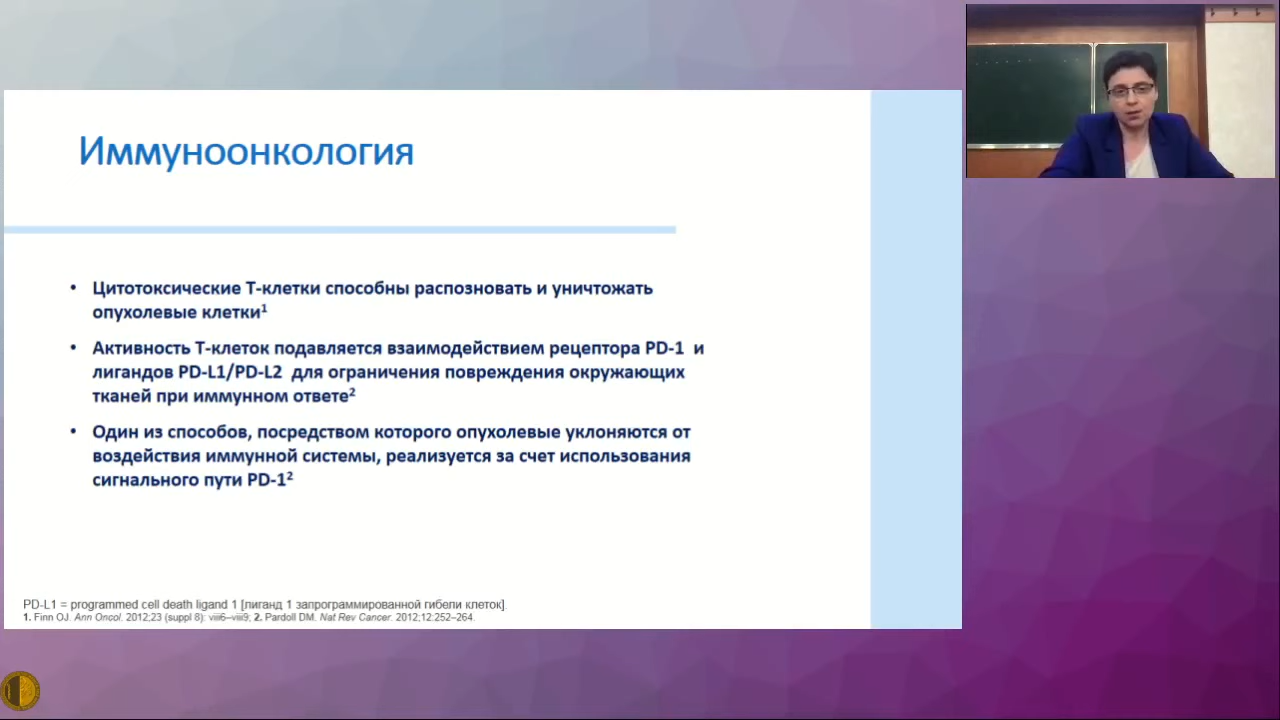 Иммуноонкология
• Цитотоксические Т-клетки способны распозновать и уничтожать
опухолевые клетки1
• Активность Т-клеток подавляется взаимодействием рецептора PD-1 и
лигандов PD-L1/PD-L2 для ограничения повреждения окружающих
тканей при иммунном ответе2
• Один из способов, посредством которого опухолевые уклоняются от
воздействия иммунной системы, реализуется за счет использования
сигнального пути PD-12
PD-L1 = programmed cell death ligand 1 [лиганд 1 запрограммированной гибели клеток].
1. Finn OJ. Ann Oncol. 2012;23 (suppl 8): viii6–viii9; 2. Pardoll DM. Nat Rev Cancer. 2012;12:252–264.